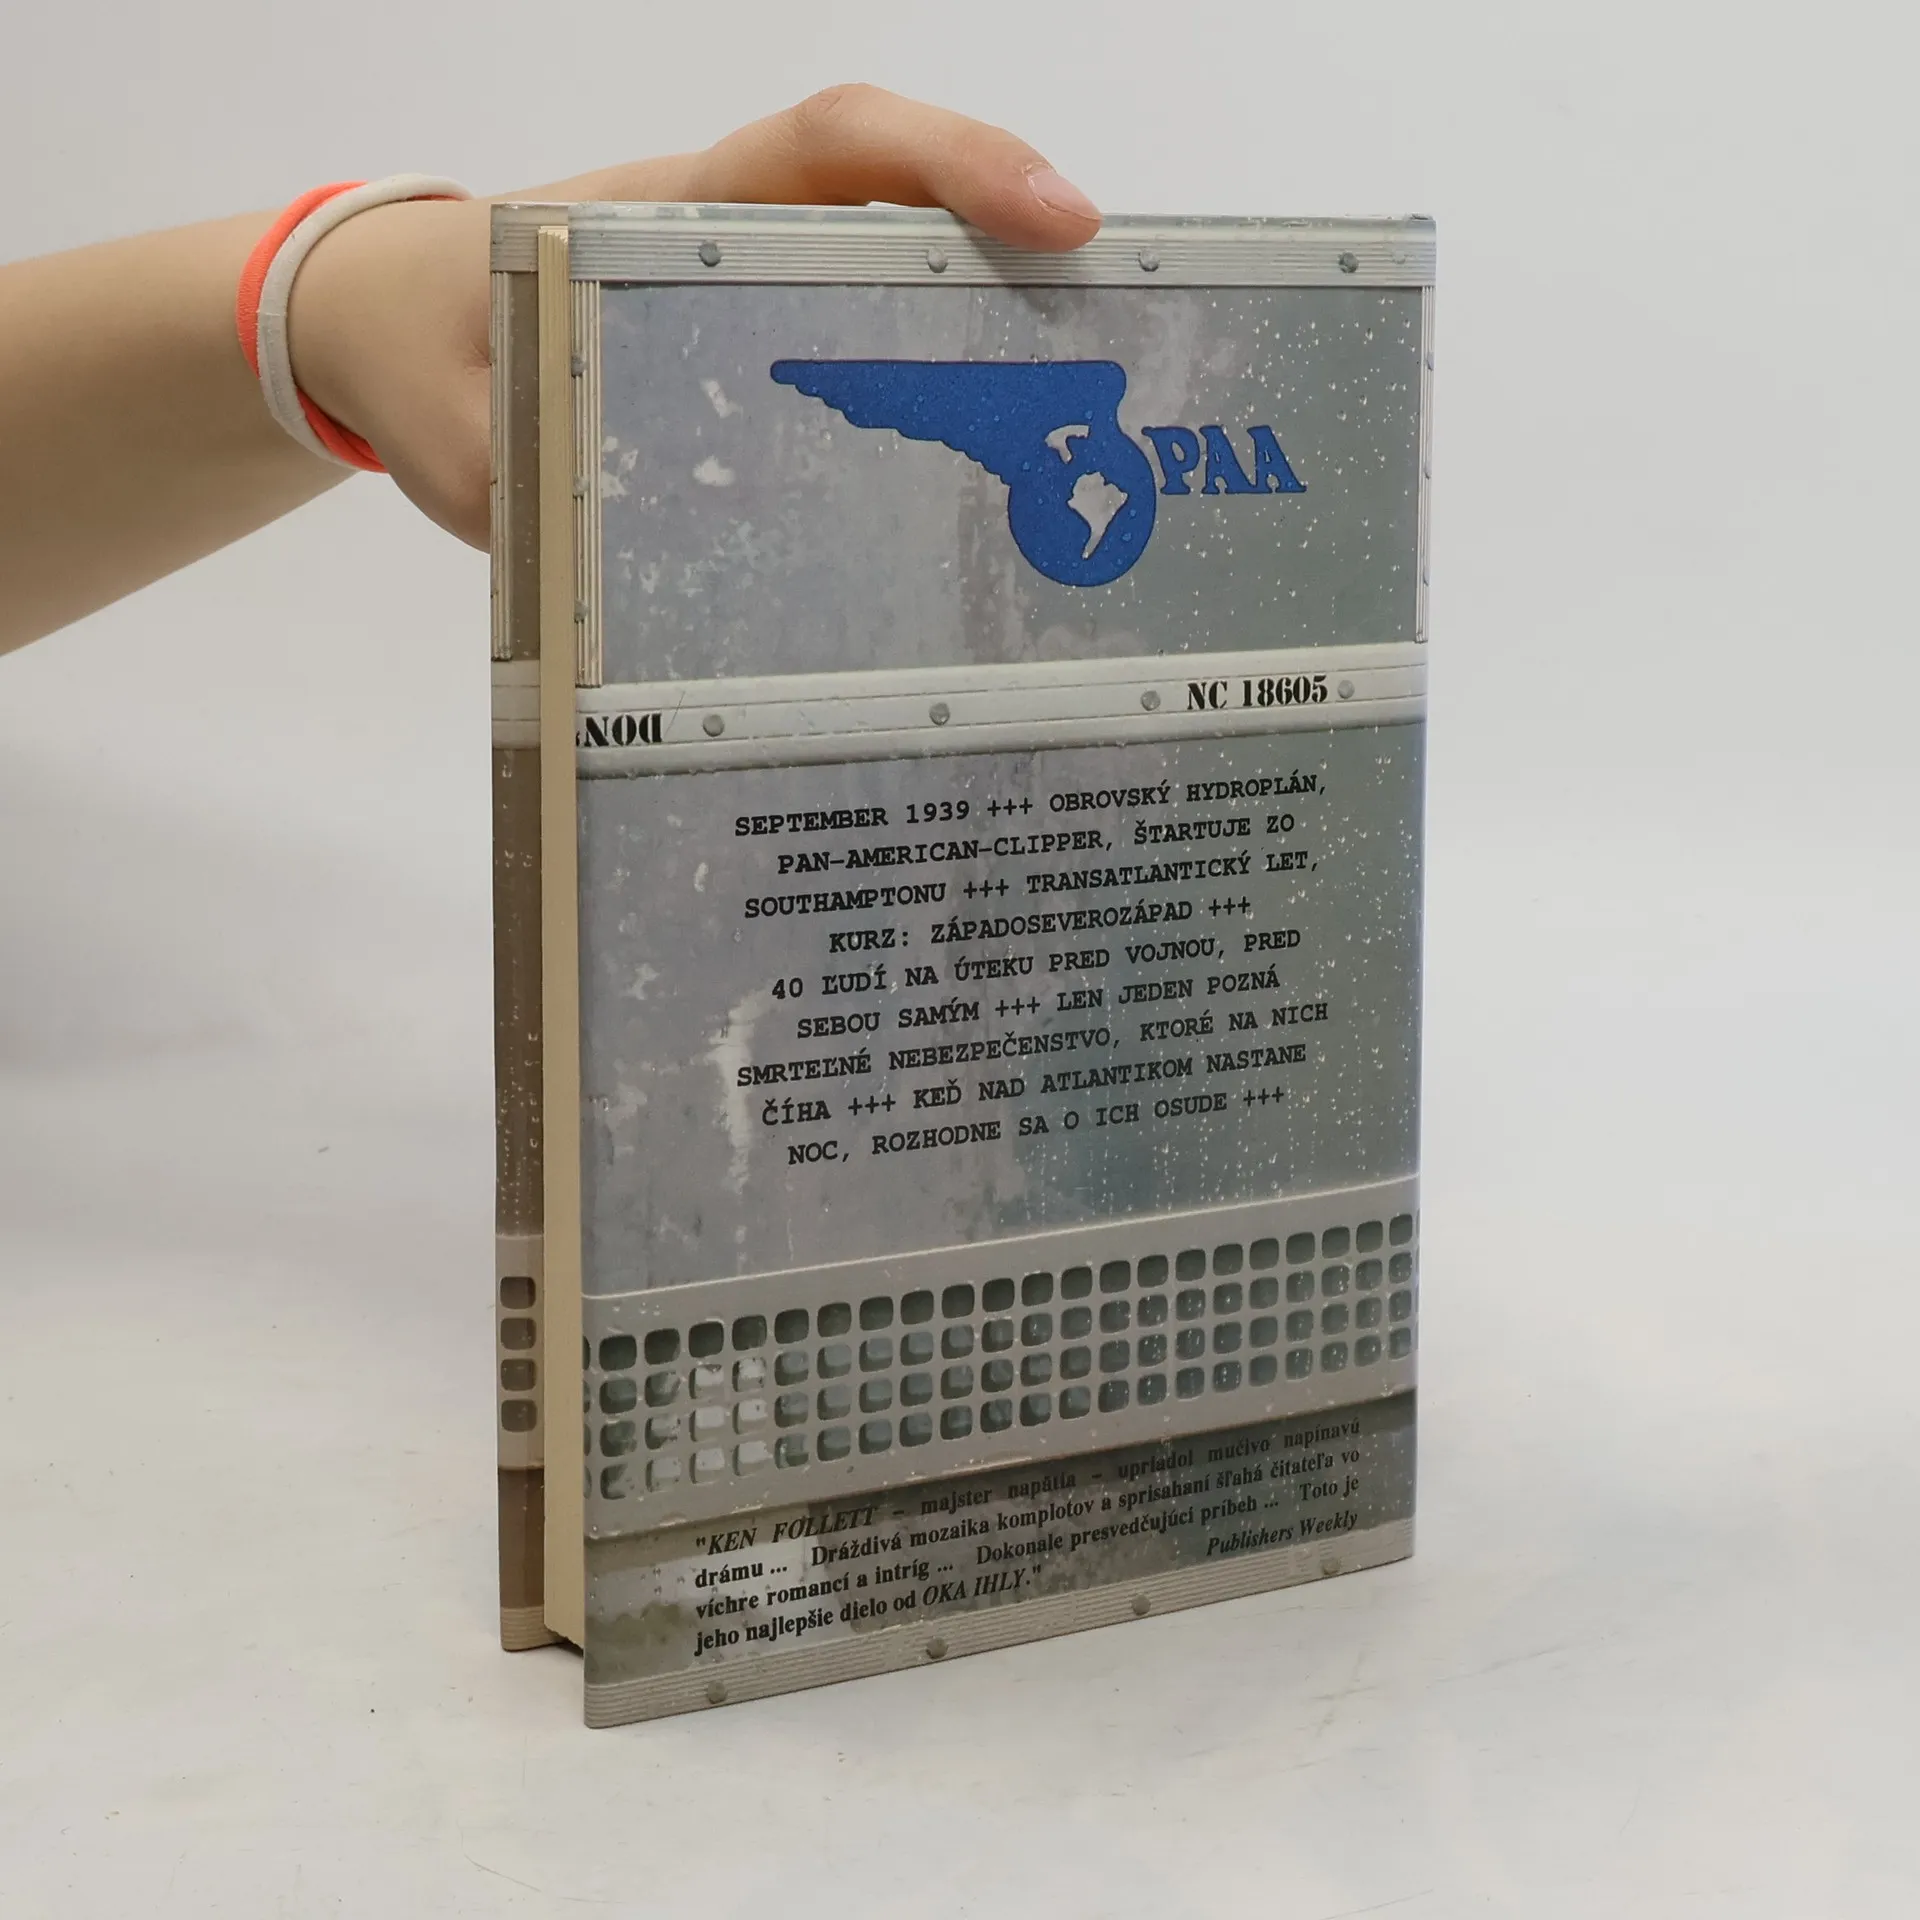 PAA
NC 18605
NOD
SEPTEMBER 1939 +++ OBROVSKÝ HYDROPLÁN,
PAN-AMERICAN-CLIPPER, ŠTARTUJE ZO
SOUTHAMPTONU +++ TRANSATLANTICKÝ LET,
KURZ: ZÁPADOSEVEROZÁPAD +++
40 ĽUDÍ NA ÚTEKU PRED VOJNOU, PRED
SEBOU SAMÝM +++ LEN JEDEN POZNÁ
SMRTEĽNÉ NEBEZPEČENSTVO, KTORÉ NA NICH
ČÍHA +++ KEĎ NAD ATLANTIKOM NASTANE
NOC, ROZHODNE SA O ICH OSUDE +++
"KEN FOLLETT – majster napätia – upriadol mučivo napínavú
drámu ... Dráždivá mozaika komplotov a sprisahaní šľahá čitateľa vo
víchre romancí a intríg ... Dokonale presvedčujúci príbeh ... Toto je
jeho najlepšie dielo od OKA IHLY."
Publishers Weekly